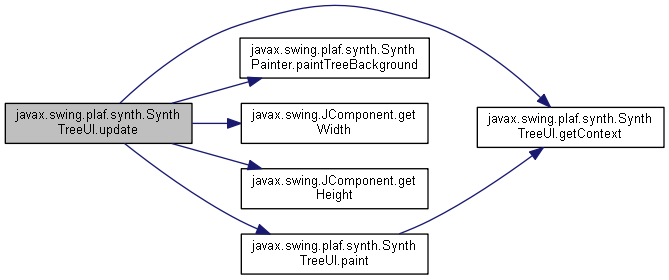 javax.swing.plaf.synth.Synth
Painter.paintTreeBackground
javax.swing.plaf.synth.Synth
TreeUI.update
javax.swing.JComponent.get
Width
javax.swing.plaf.synth.Synth
TreeUI.getContext
javax.swing.JComponent.get
Height
javax.swing.plaf.synth.Synth
TreeUI.paint